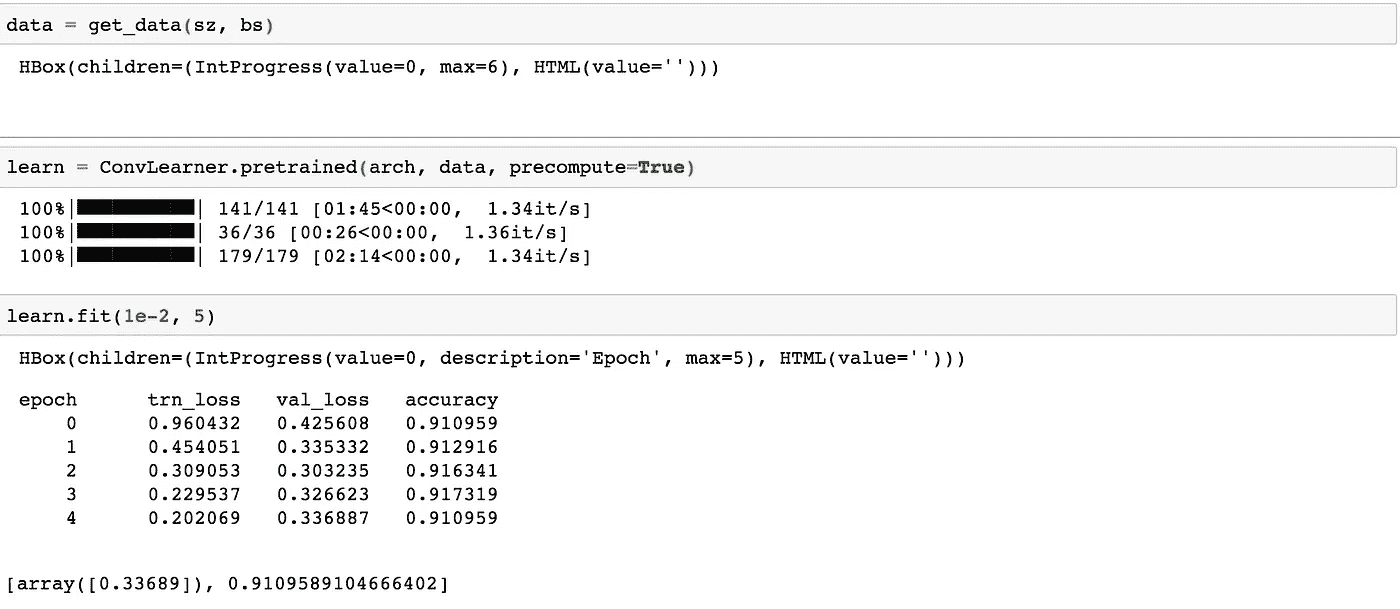 data = get_data(sz, bs)
HBox(children=(IntProgress(value=0, max=6), HTML(value='')))
learn = ConvLearner.pretrained(arch, data, precompute=True)
100%|██████████| 141/141 [01:45<00:00,  1.34it/s]
100%|██████████| 36/36 [00:26<00:00,  1.36it/s]
100%|██████████| 179/179 [02:14<00:00,  1.34it/s]
learn.fit(1e-2, 5)
HBox(children=(IntProgress(value=0, description='Epoch', max=5), HTML(value='')))
epoch      trn_loss   val_loss   accuracy
    0      0.960432   0.425608   0.910959
    1      0.454051   0.335332   0.912916
    2      0.309053   0.303235   0.916341
    3      0.229537   0.326623   0.917319
    4      0.202069   0.336887   0.910959
[array([0.33689]), 0.9109589104666402]